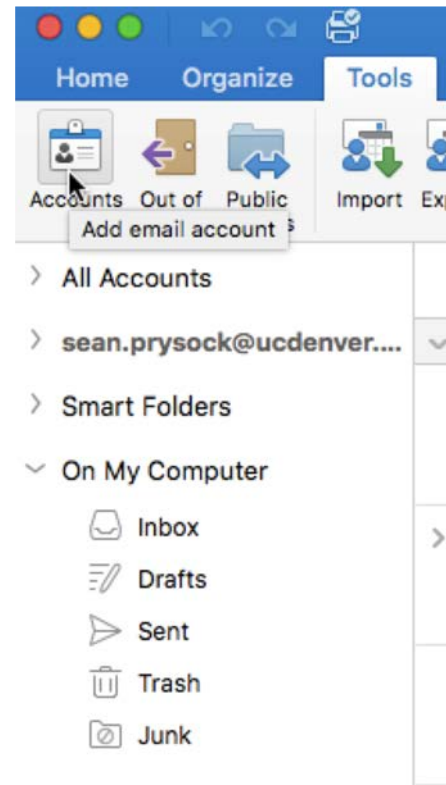 Home Organize Tools
Accounts Out of Public Import
Add email account
All Accounts
sean.prysock@ucdenver....
Smart Folders
On My Computer
Inbox
Drafts
Sent
Trash
Junk